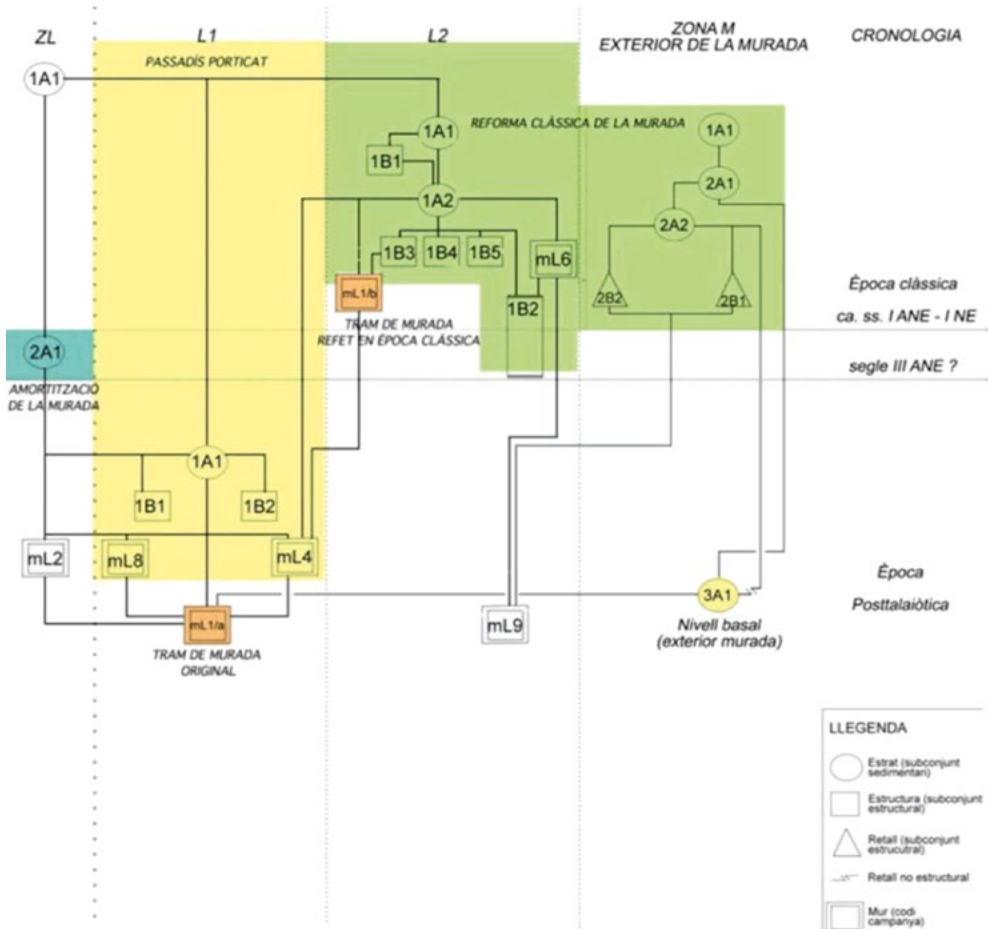 ZL
L1
L2
ZONA M
EXTERIOR DE LA MURADA
CRONOLOGIA
PASSADÍS PORTICAT
1A1
1A1
REFORMA CLÀSSICA DE LA MURADA
1A1
1B1
2A1
1A2
2A2
1B3
1B4
1B5
mL6
mL1/b
1B2
2B2
2B1
Època clàssica
ca. ss. I ANE - I NE
TRAM DE MURADA
REFET EN ÈPOCA CLÀSSICA
2A1
segle III ANE ?
AMORTITZACIÓ
DE LA MURADA
1A1
1B1
1B2
mL2
mL8
mL4
Època
Posttalaiòtica
3A1
mL1/a
mL9
Nivell basal
(exterior murada)
TRAM DE MURADA
ORIGINAL
LLEGENDA
Estrat (subconjunt
sedimentari)
Estructura (subconjunt
estructural)
Retall (subconjunt
estrucutral)
Retall no estructural
Mur (codi
campanya)